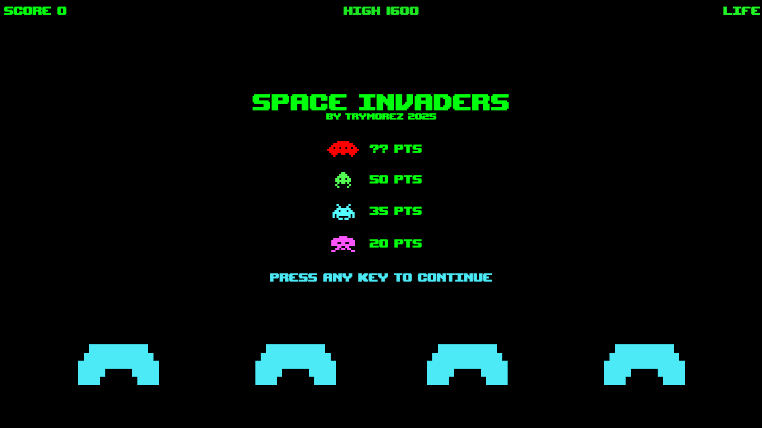 SCORE 0 HIGH 1600 LIFE
SPACE INVADERS
BY TRYMOREZ 2025
?? PTS
50 PTS
35 PTS
20 PTS
PRESS ANY KEY TO CONTINUE